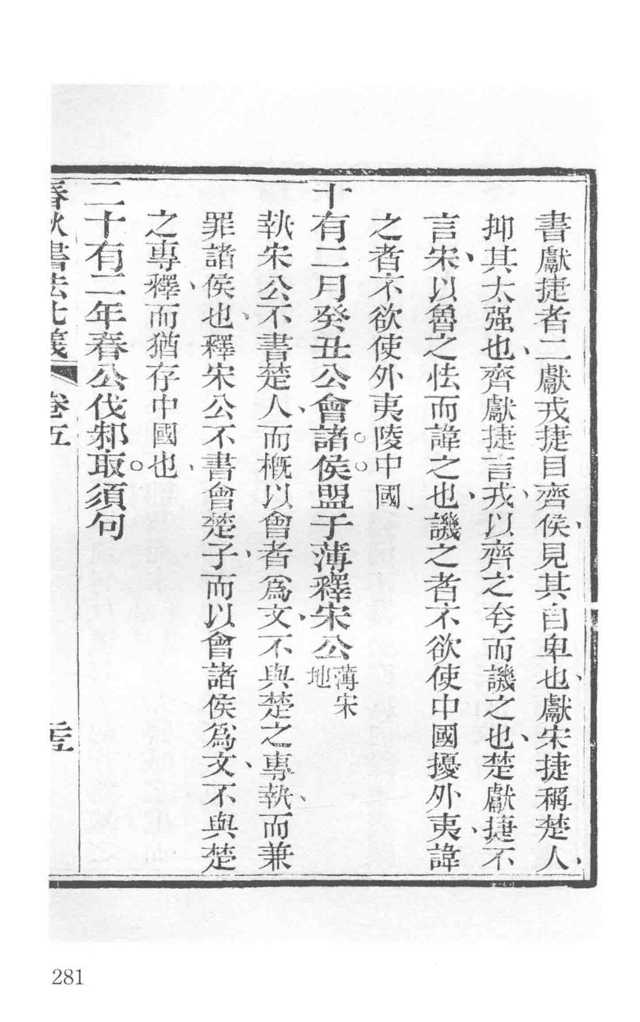 書獻捷者二獻戎捷目齊侯見其自卑也獻宋捷稱楚人
抑其太强也齊獻捷言戎以齊之夸而譏之也楚獻捷不
言宋以魯之怯而諱之也譏之者不欲使中國擾外夷諱
之者不欲使外夷陵中國
十有二月癸丑公會諸侯盟于薄釋宋公薄宋地
執宋公不書楚人而槪以會者爲文不與楚之專執而兼
罪諸侯也釋宋公不書會楚子而以會諸侯爲文不與楚
之專釋而猶存中國也
二十有二年春公伐邾取須句
春秋書法比義 卷五
281